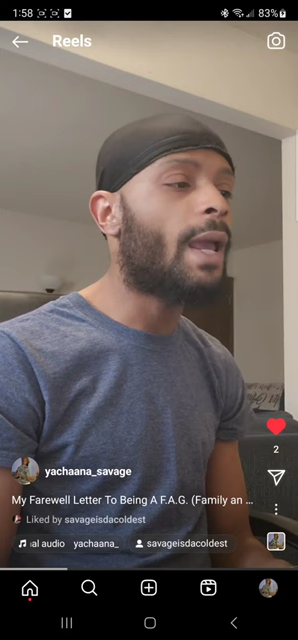 1:58
83%
Reels
2
yachaana_savage
My Farewell Letter To Being A F.A.G. (Family an ...
Liked by savageisdacoldest
al audio yachaana_ savageisdacoldest